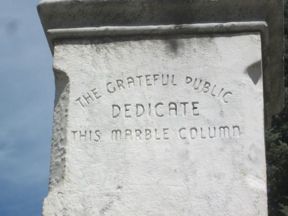 THE GRATEFUL PUBLIC
DEDICATE
THIS MARBLE COLUMN